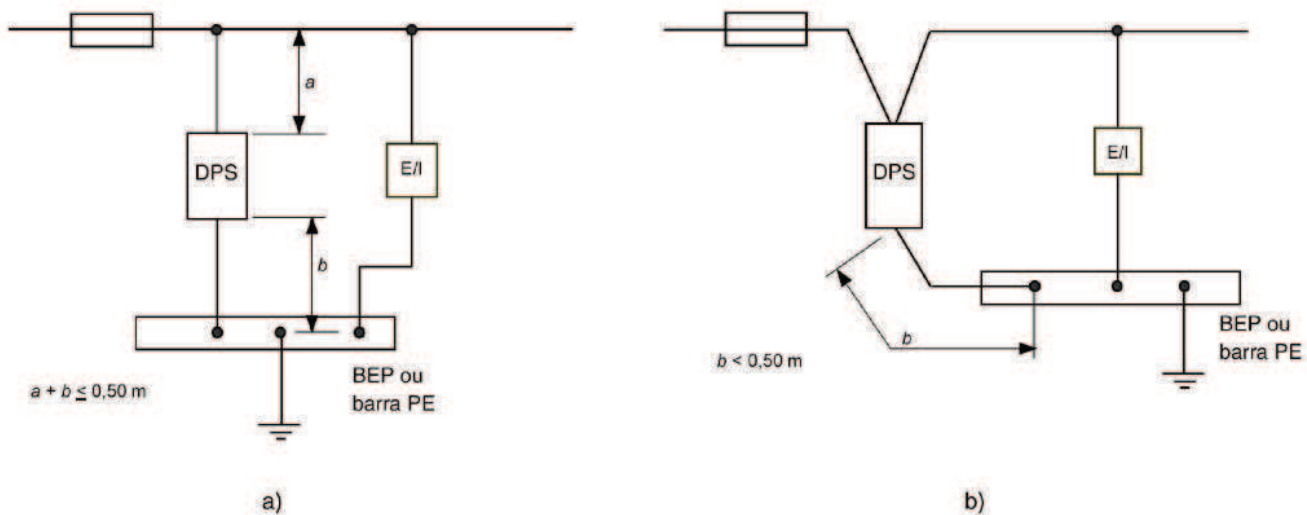 a
DPS
E/I
b
a + b ≤ 0,50 m
BEP ou
barra PE
a)
DPS
E/I
b
b < 0,50 m
BEP ou
barra PE
b)